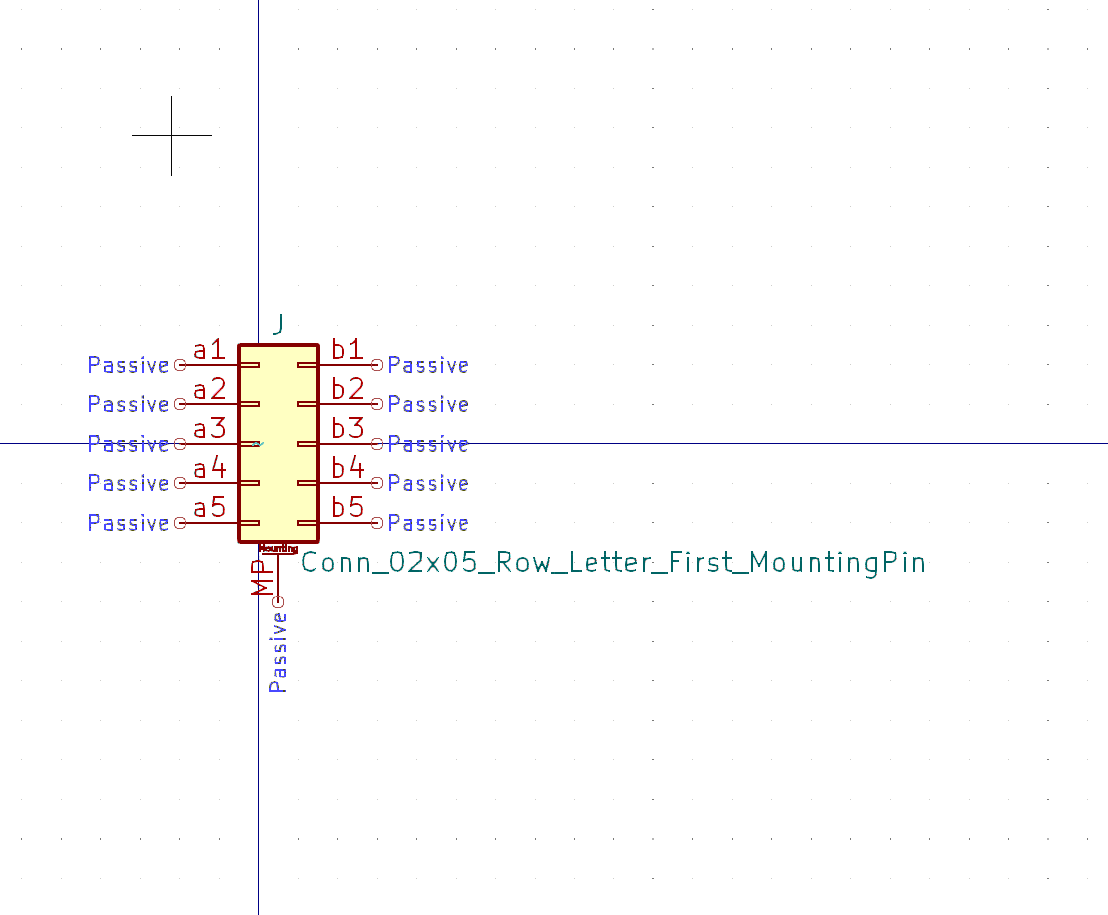 J
a1 b1
Passive Passive
a2 b2
Passive Passive
a3 b3
Passive Passive
a4 b4
Passive Passive
a5 b5
Passive Passive
Mounting
MP
Conn_02x05_Row_Letter_First_MountingPin
Passive